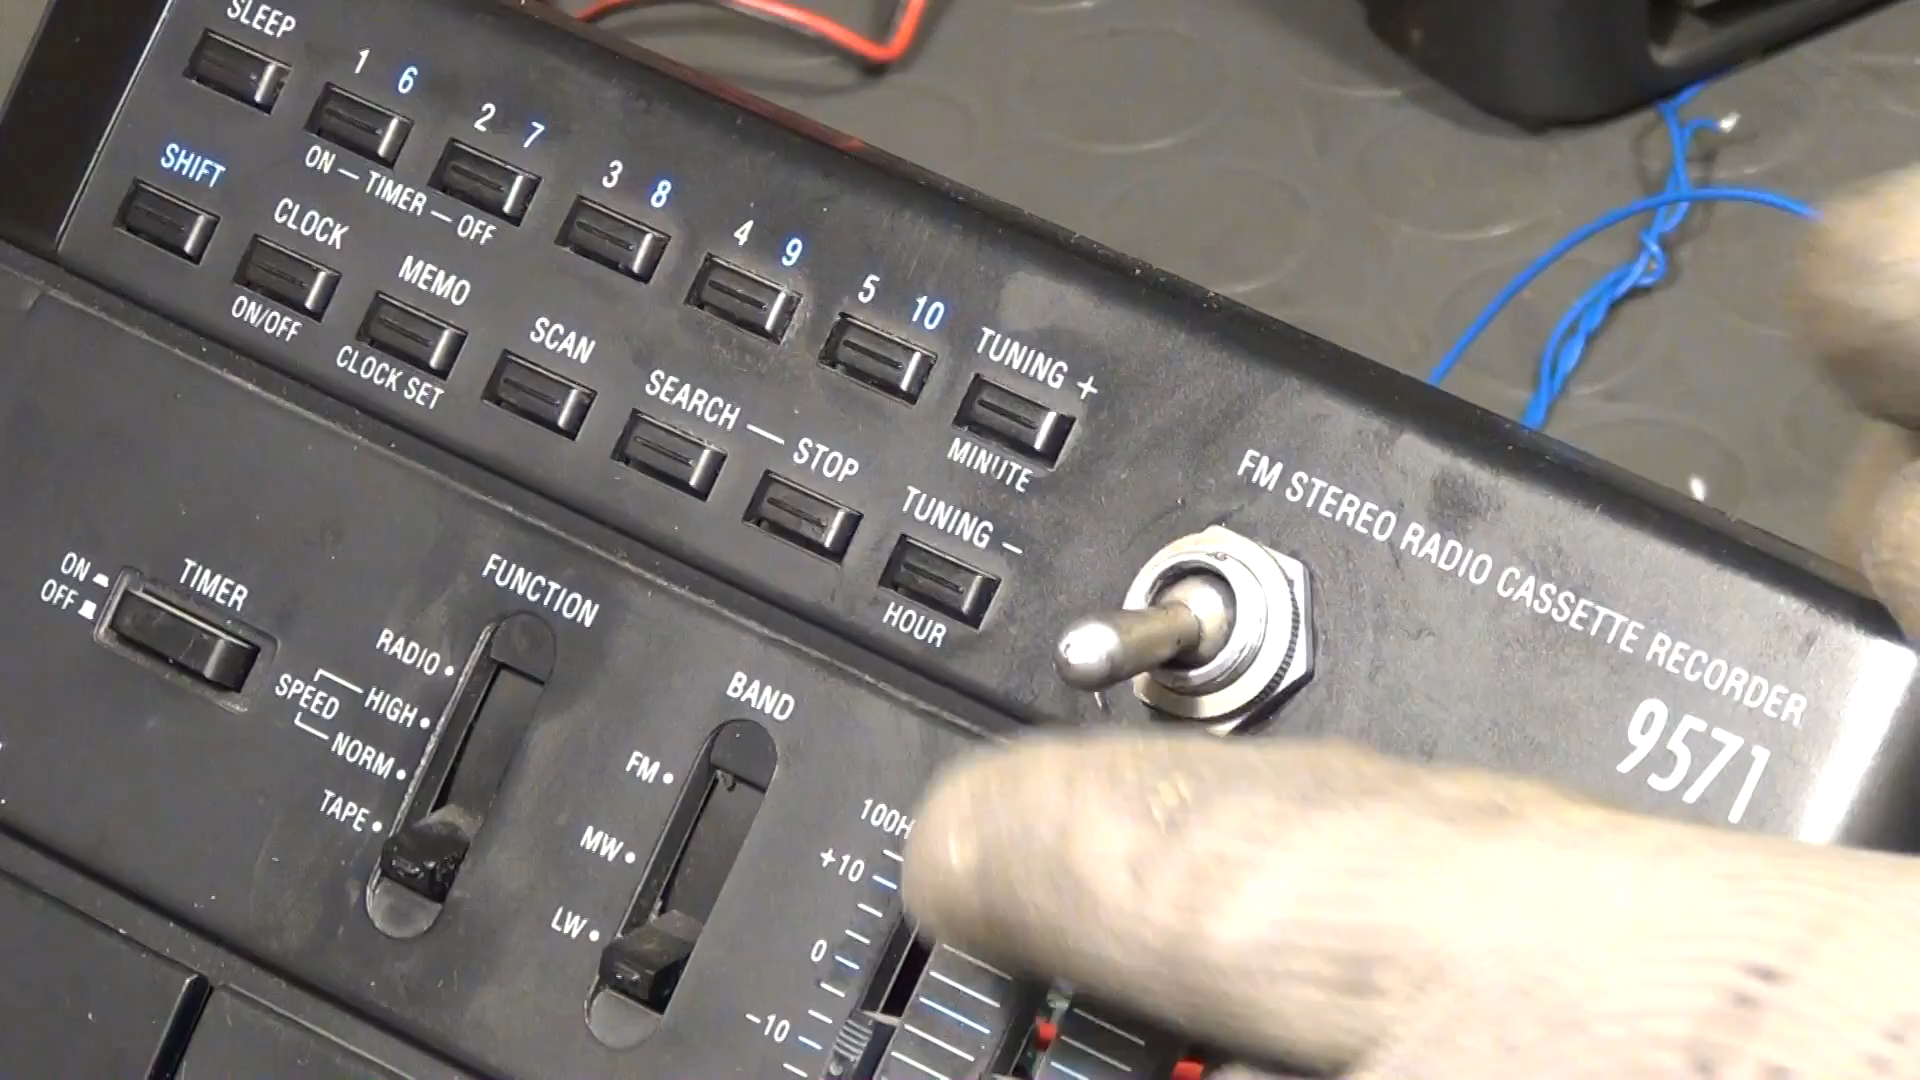 SLEEP
1 6
2 7
3 8
4 9
5 10
TUNING +
ON — TIMER — OFF
MINUTE
SHIFT
CLOCK
MEMO
SCAN
SEARCH — STOP
TUNING –
ON/OFF
CLOCK SET
HOUR
FM STEREO RADIO CASSETTE RECORDER
9571
TIMER
ON
OFF
FUNCTION
RADIO
SPEED
HIGH
NORM
TAPE
BAND
FM
MW
LW
+10
0
–10